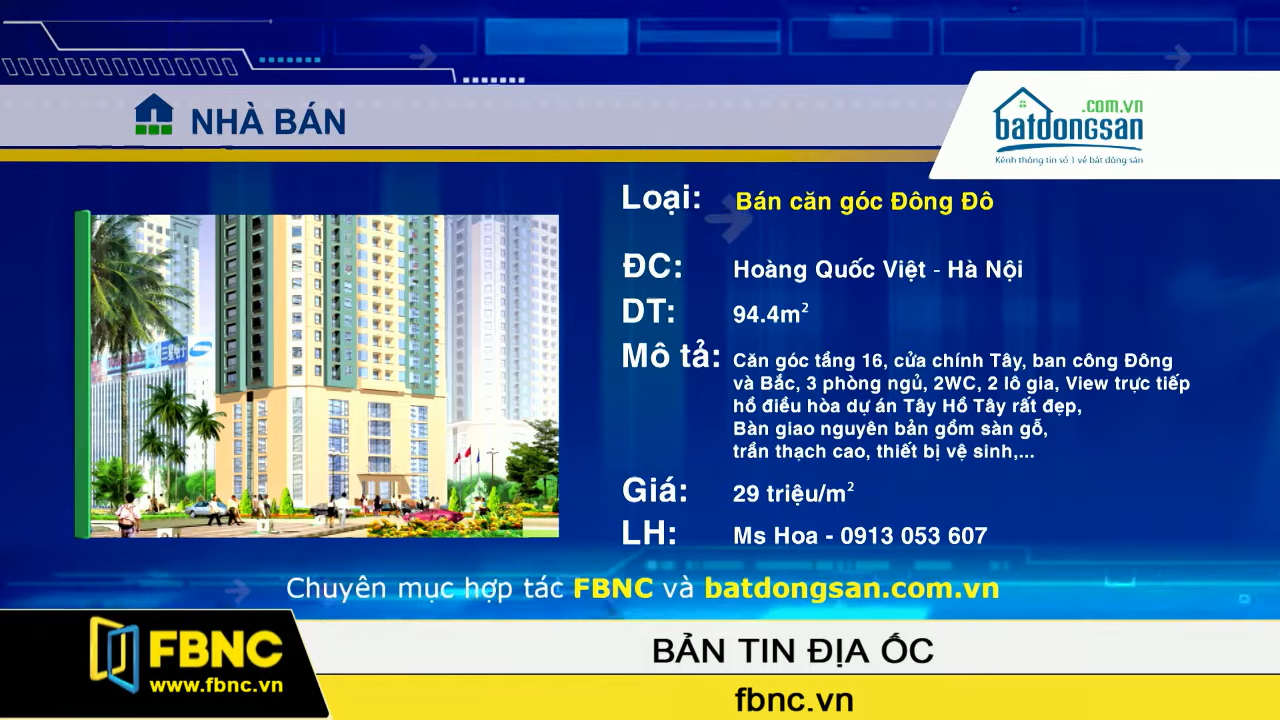 NHÀ BÁN
.com.vn
batdongsan
Kênh thông tin số 1 về bất động sản
Loại: Bán căn góc Đông Đô
ĐC: Hoàng Quốc Việt - Hà Nội
DT: 94.4m²
Mô tả: Căn góc tầng 16, cửa chính Tây, ban công Đông
và Bắc, 3 phòng ngủ, 2WC, 2 lô gia, View trực tiếp
hồ điều hòa dự án Tây Hồ Tây rất đẹp,
Bàn giao nguyên bản gồm sàn gỗ,
trần thạch cao, thiết bị vệ sinh,...
Giá: 29 triệu/m²
LH: Ms Hoa - 0913 053 607
Chuyên mục hợp tác FBNC và batdongsan.com.vn
FBNC
www.fbnc.vn
BẢN TIN ĐỊA ỐC
fbnc.vn